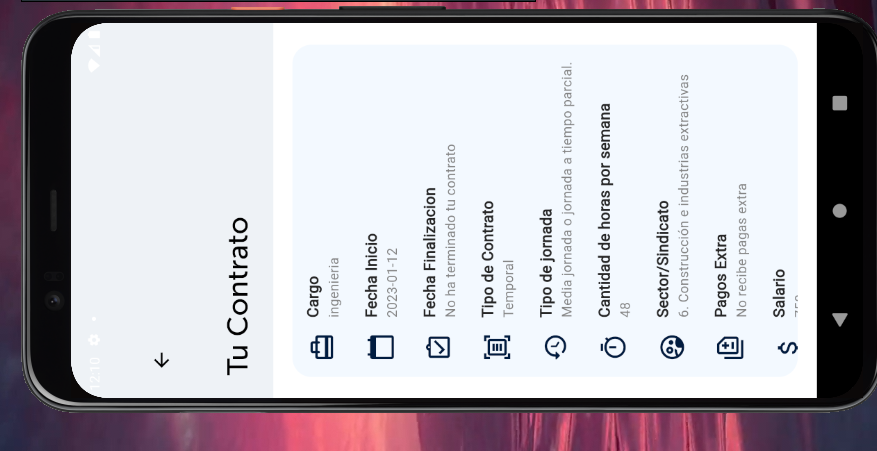 12:10
Tu Contrato
Cargo
ingenieria
Fecha Inicio
2023-01-12
Fecha Finalizacion
No ha terminado tu contrato
Tipo de Contrato
Temporal
Tipo de jornada
Media jornada o jornada a tiempo parcial.
Cantidad de horas por semana
48
Sector/Sindicato
6. Construcción e industrias extractivas
Pagos Extra
No recibe pagas extra
Salario